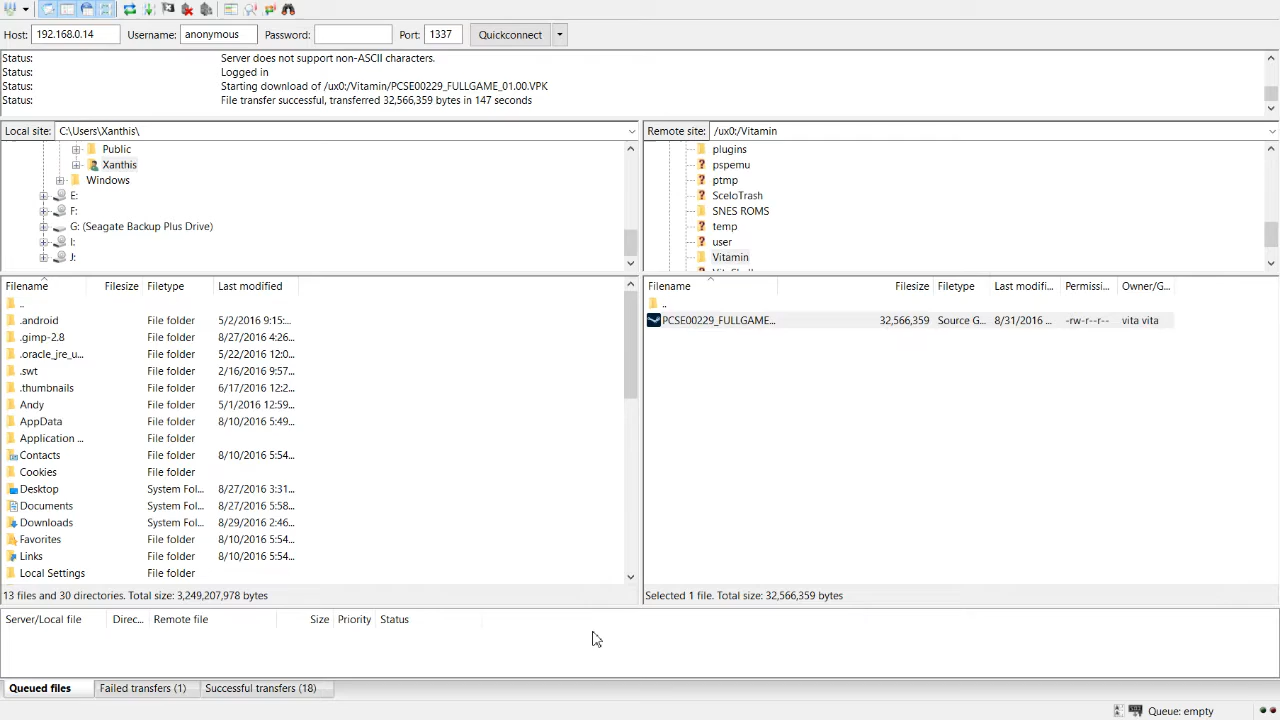 Host: 192.168.0.14 Username: anonymous Password: Port: 1337 Quickconnect
Status: Server does not support non-ASCII characters.
Status: Logged in
Status: Starting download of /ux0:/Vitamin/PCSE00229_FULLGAME_01.00.VPK
Status: File transfer successful, transferred 32,566,359 bytes in 147 seconds
Local site: C:\Users\Xanthis\
Public
Xanthis
Windows
E:
F:
G: (Seagate Backup Plus Drive)
I:
J:
Remote site: /ux0:/Vitamin
plugins
pspemu
ptmp
SceIoTrash
SNES ROMS
temp
user
Vitamin
Filename Filesize Filetype Last modified
..
.android File folder 5/2/2016 9:15:...
.gimp-2.8 File folder 8/27/2016 4:26...
.oracle_jre_u... File folder 5/22/2016 12:0...
.swt File folder 2/16/2016 9:57...
.thumbnails File folder 6/17/2016 12:2...
Andy File folder 5/1/2016 12:59...
AppData File folder 8/10/2016 5:49...
Application ... File folder
Contacts File folder 8/10/2016 5:54...
Cookies File folder
Desktop System Fol... 8/27/2016 3:31...
Documents System Fol... 8/27/2016 5:58...
Downloads System Fol... 8/29/2016 2:46...
Favorites File folder 8/10/2016 5:54...
Links File folder 8/10/2016 5:54...
Local Settings File folder
13 files and 30 directories. Total size: 3,249,207,978 bytes
Filename Filesize Filetype Last modifi... Permissi... Owner/G...
..
PCSE00229_FULLGAME... 32,566,359 Source G... 8/31/2016 ... -rw-r--r-- vita vita
Selected 1 file. Total size: 32,566,359 bytes
Server/Local file Direc... Remote file Size Priority Status
Queued files Failed transfers (1) Successful transfers (18)
Queue: empty